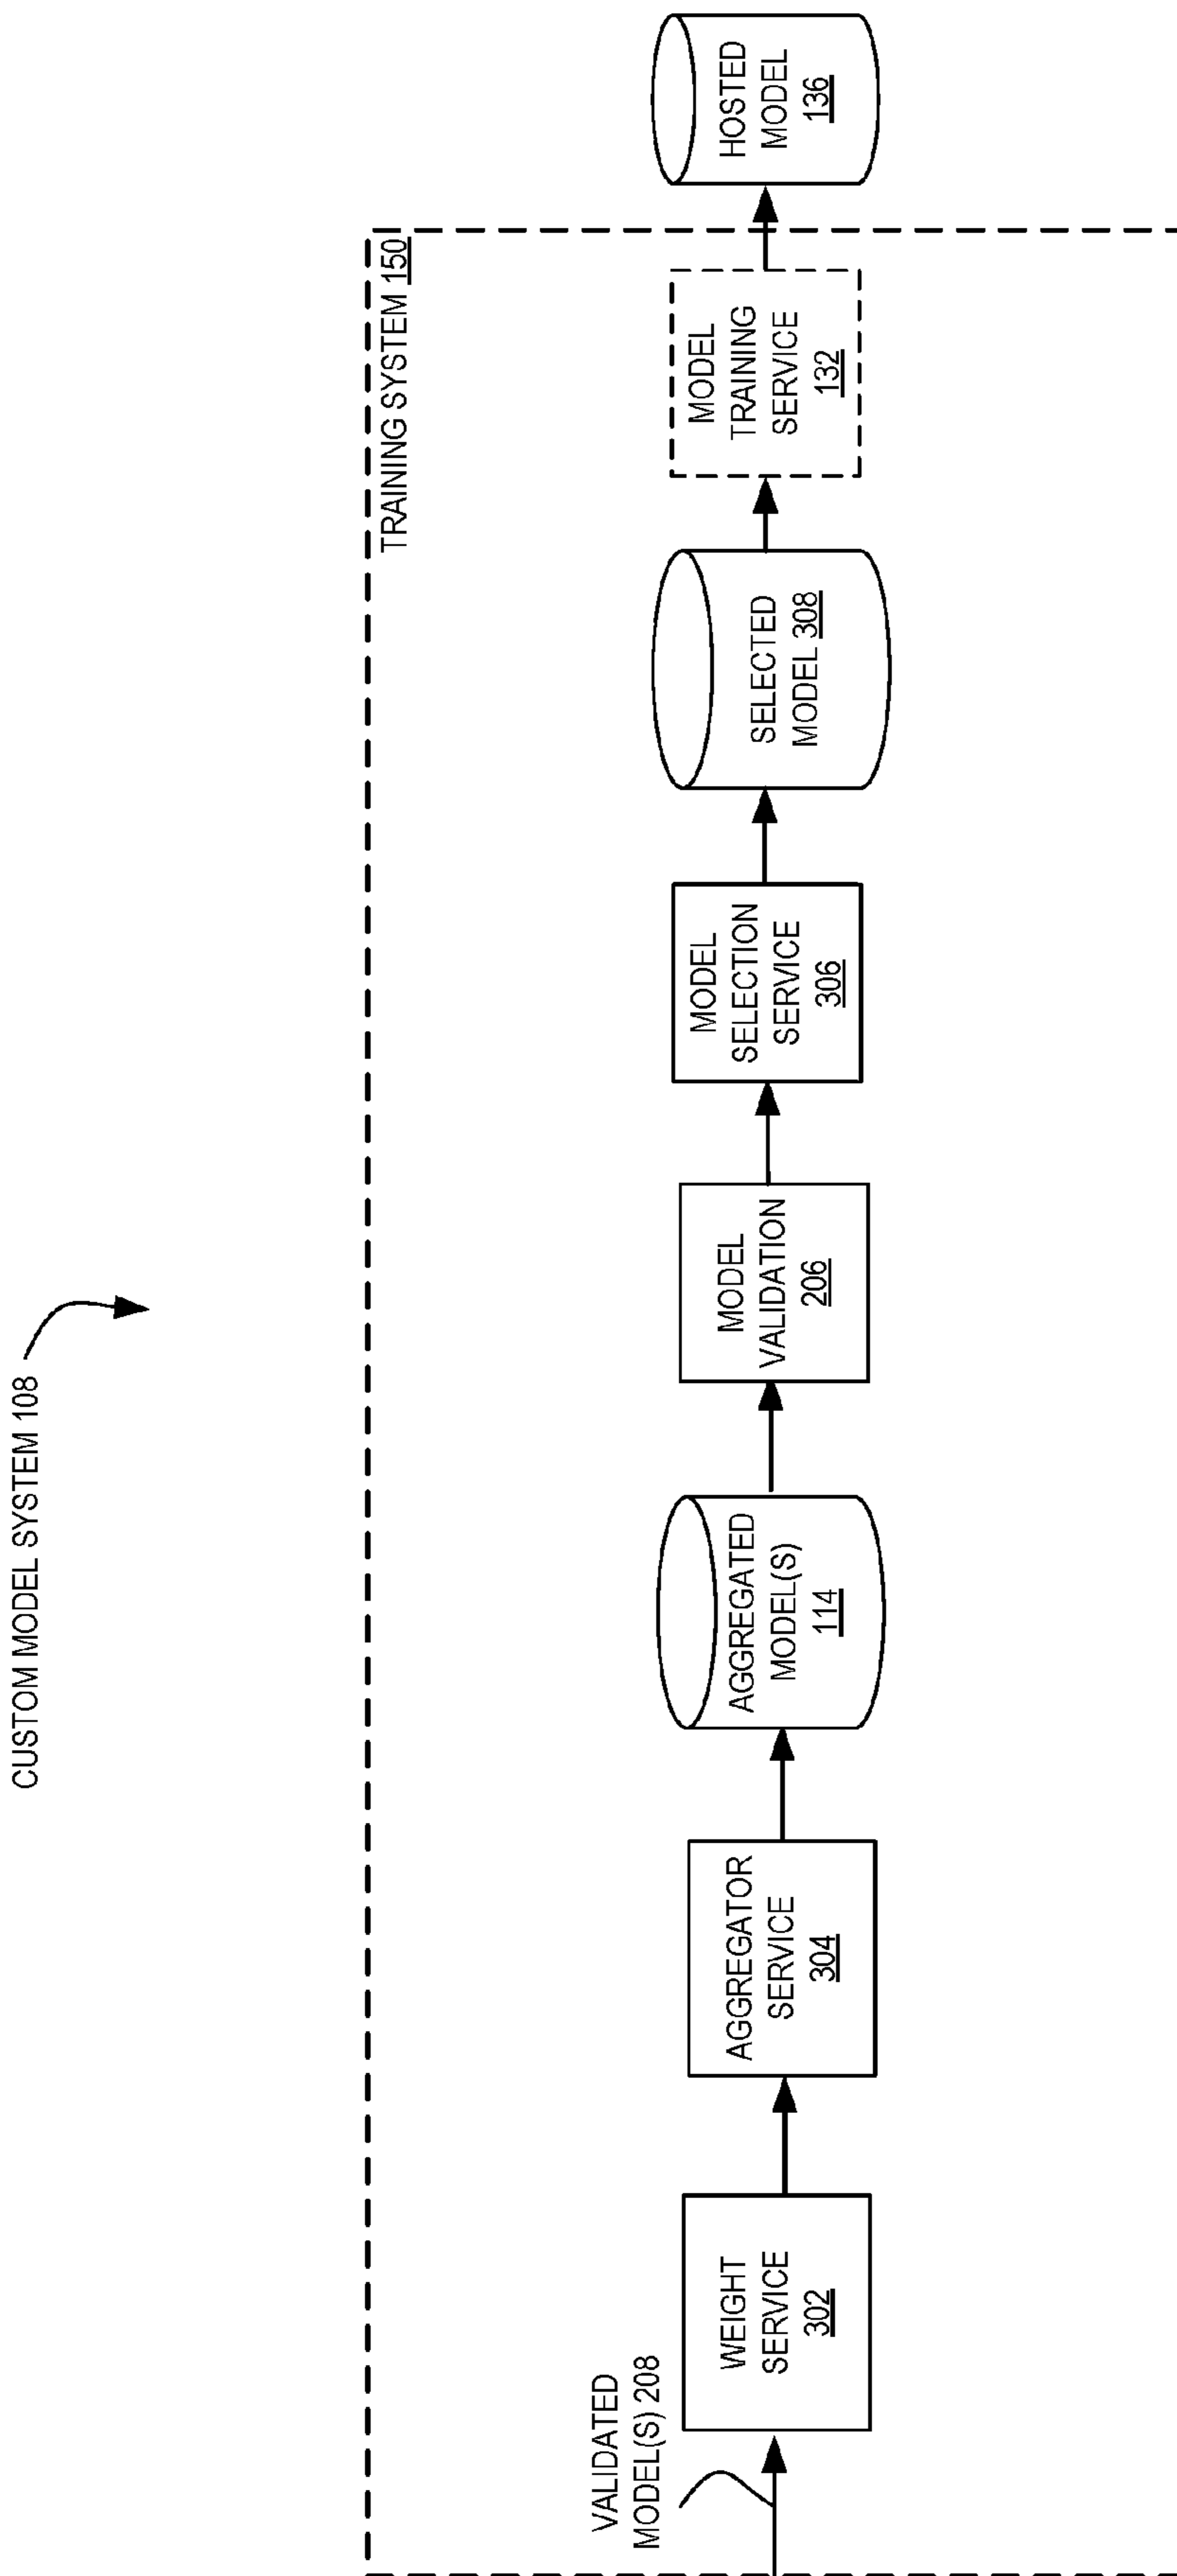 CUSTOM MODEL SYSTEM 108
TRAINING SYSTEM 150
VALIDATED
MODEL(S) 208
WEIGHT
SERVICE
302
AGGREGATOR
SERVICE
304
AGGREGATED
MODEL(S)
114
MODEL
VALIDATION
206
MODEL
SELECTION
SERVICE
306
SELECTED
MODEL 308
MODEL
TRAINING
SERVICE
132
HOSTED
MODEL
136